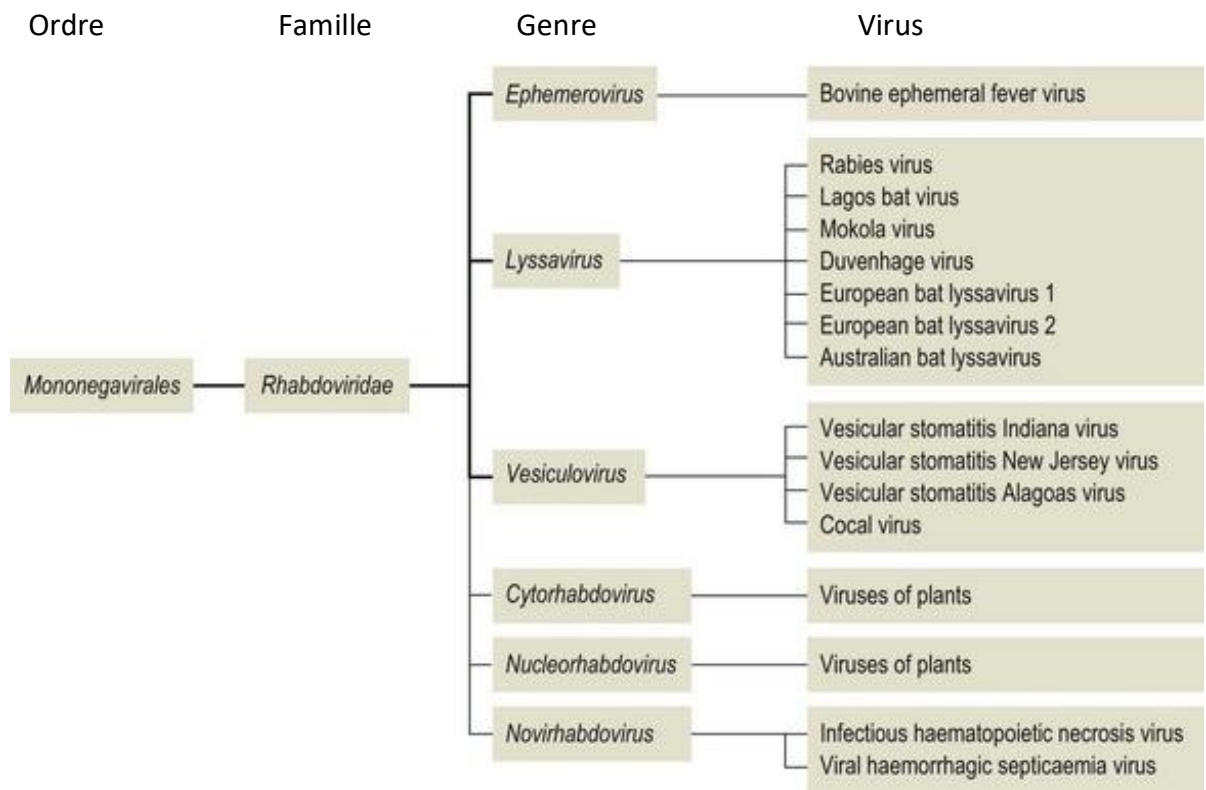 Ordre Famille Genre Virus
Ephemerovirus
Bovine ephemeral fever virus
Lyssavirus
Rabies virus
Lagos bat virus
Mokola virus
Duvenhage virus
European bat lyssavirus 1
European bat lyssavirus 2
Australian bat lyssavirus
Mononegavirales
Rhabdoviridae
Vesiculovirus
Vesicular stomatitis Indiana virus
Vesicular stomatitis New Jersey virus
Vesicular stomatitis Alagoas virus
Cocal virus
Cytorhabdovirus
Viruses of plants
Nucleorhabdovirus
Viruses of plants
Novirhabdovirus
Infectious haematopoietic necrosis virus
Viral haemorrhagic septicaemia virus